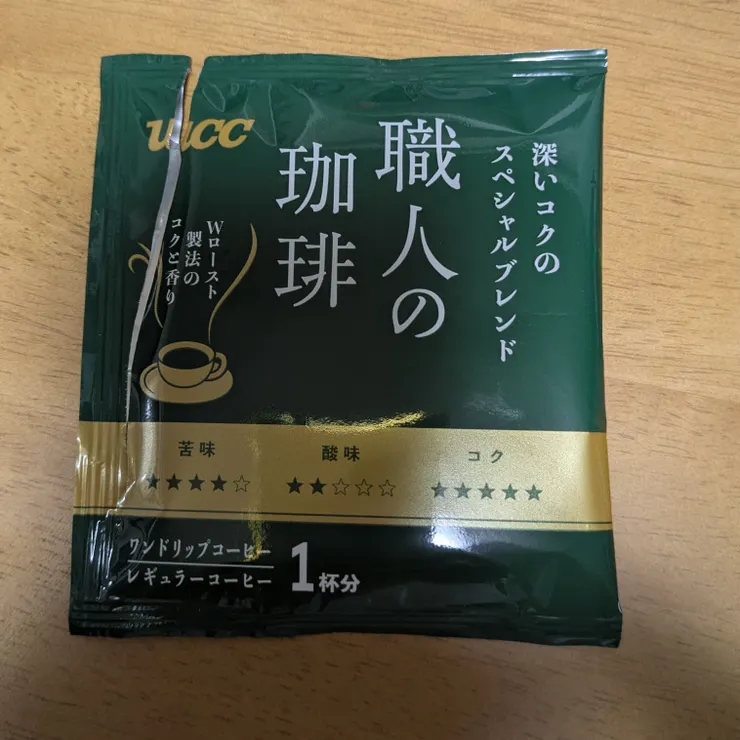 UCC
深いコクの
スペシャルブレンド
職人の
珈琲
Wロースト
製法の
コクと香り
苦味
★★★★☆
酸味
★★☆☆☆
コク
★★★★★
ワンドリップコーヒー
レギュラーコーヒー
1杯分